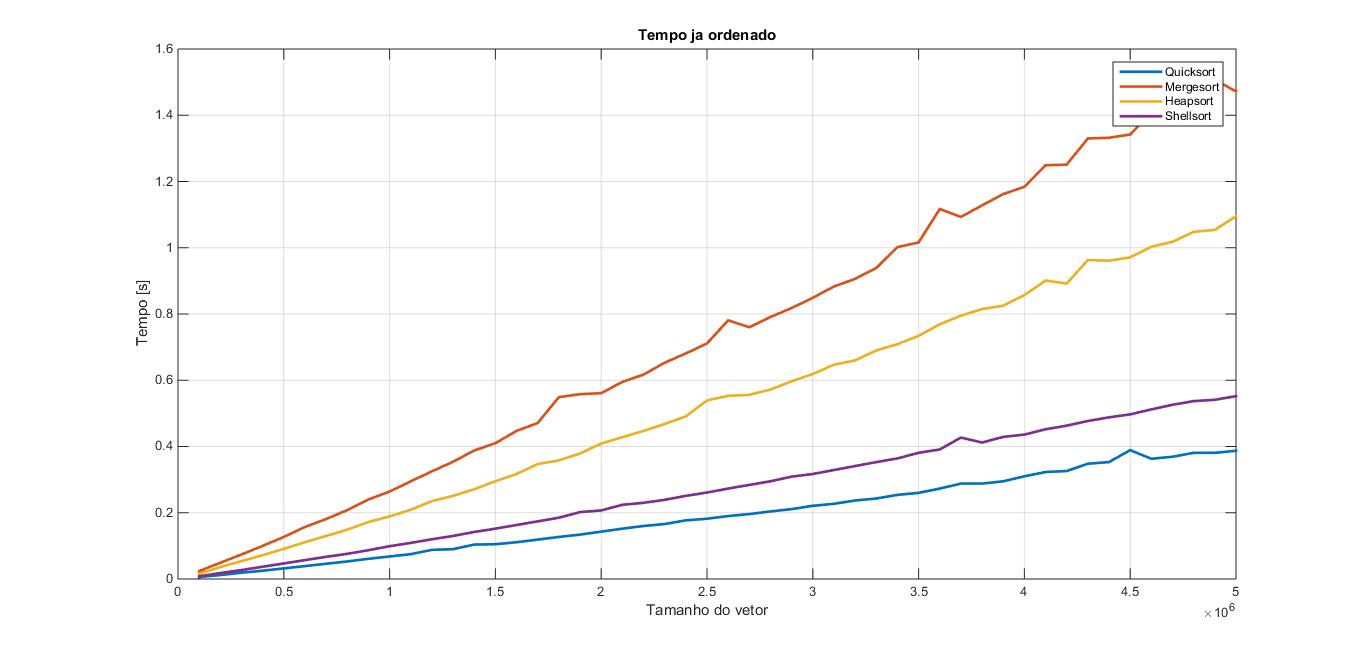 Tempo ja ordenado
1.6
1.4
1.2
1
0.8
0.6
0.4
0.2
0
Tempo [s]
Quicksort
Mergesort
Heapsort
Shellsort
0 0.5 1 1.5 2 2.5 3 3.5 4 4.5 5
Tamanho do vetor
×10⁶